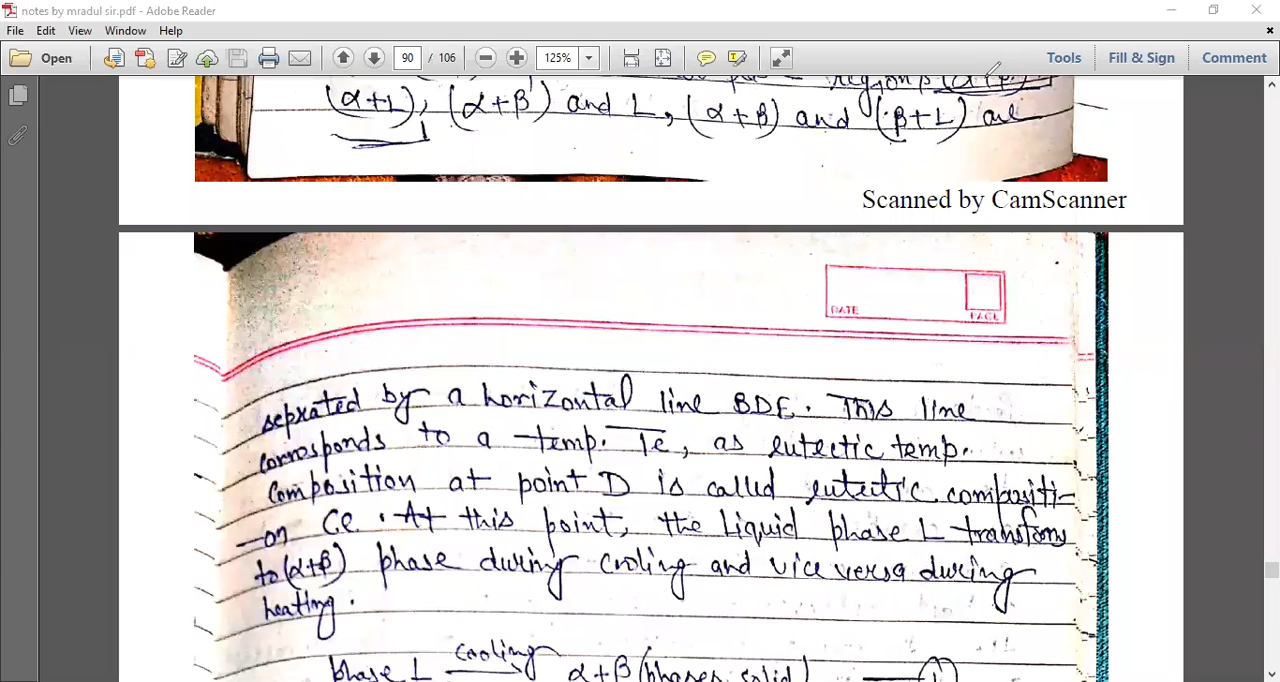 notes by mradul sir.pdf - Adobe Reader
File Edit View Window Help
Open 90 / 106 125% Tools Fill & Sign Comment
regions (α+β)
(α+L), (α+β) and L, (α+β) and (β+L) are
Scanned by CamScanner
DATE
PAGE
seprated by a horizontal line BDE. This line
corresponds to a temp. Te, as eutectic temp.
composition at point D is called eutectic compositi-
-on Ce. At this point, the liquid phase L transforms
to (α+β) phase during cooling and vice versa during
heating.
phase L cooling α+β (phases solid) 1